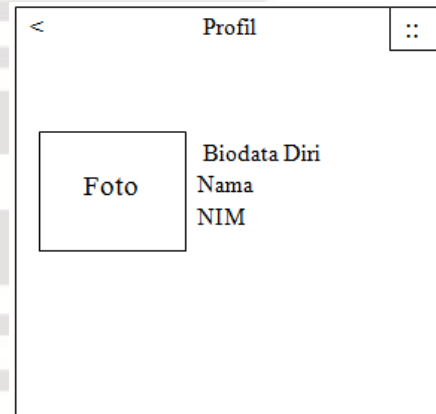 < Profil ::
Biodata Diri
Foto Nama
NIM